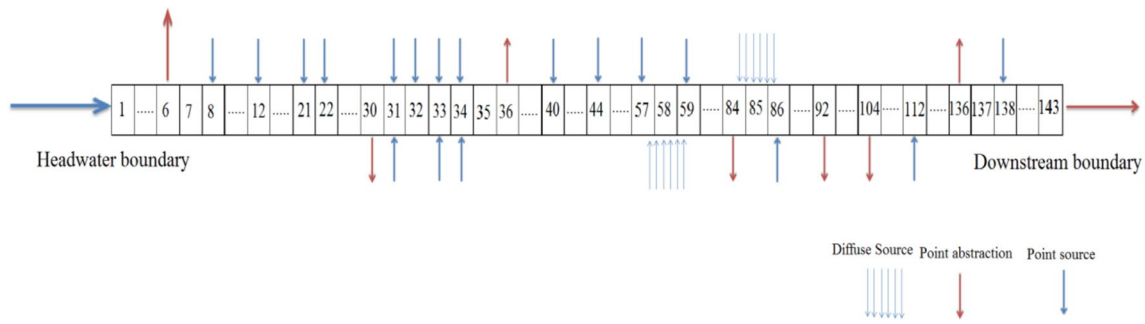 1 ..... 6 7 8 ..... 12 ..... 21 22 ..... 30 31 32 33 34 35 36 ..... 40 ..... 44 ..... 57 58 59 ..... 84 85 86 ..... 92 ..... 104 ..... 112 ..... 136 137 138 ..... 143
Headwater boundary
Downstream boundary
Diffuse Source Point abstraction Point source